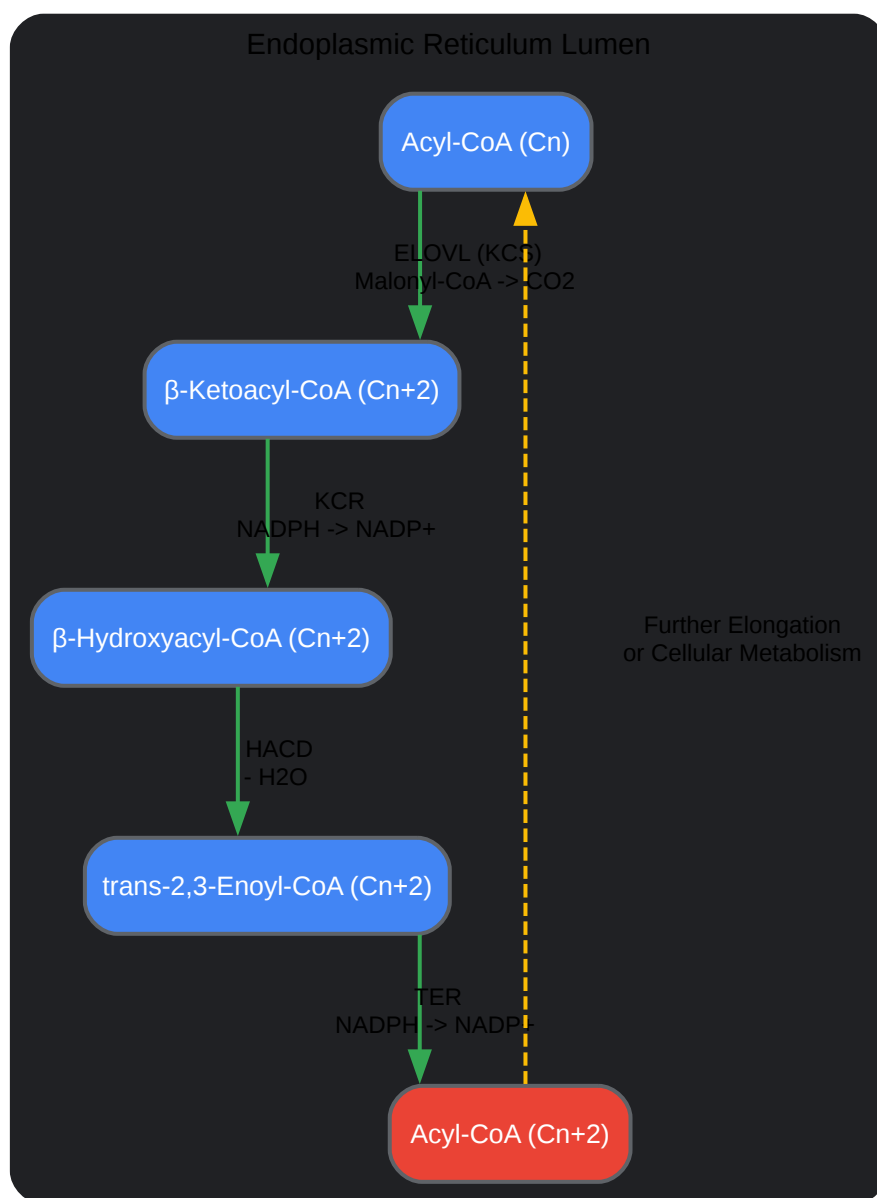 Endoplasmic Reticulum Lumen
Acyl-CoA (Cn)
ELOVL (KCS)
Malonyl-CoA -> CO2
β-Ketoacyl-CoA (Cn+2)
KCR
NADPH -> NADP+
Further Elongation
or Cellular Metabolism
β-Hydroxyacyl-CoA (Cn+2)
HACD
- H2O
trans-2,3-Enoyl-CoA (Cn+2)
TER
NADPH -> NADP+
Acyl-CoA (Cn+2)